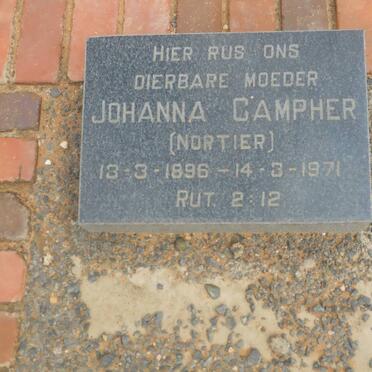 HIER RUS ONS
DIERBARE MOEDER
JOHANNA CAMPHER
(NORTIER)
13-3-1896-14-3-1971
RUT. 2:12